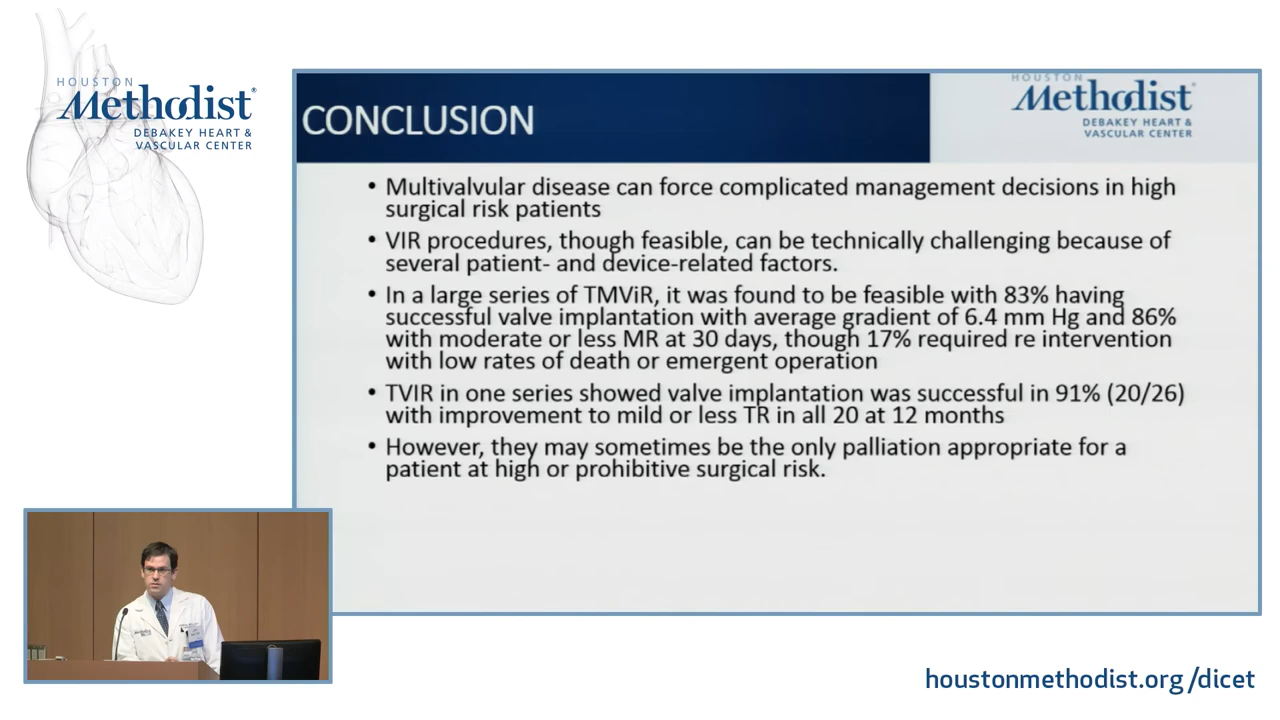 HOUSTON
Methodist®
DEBAKEY HEART &
VASCULAR CENTER
CONCLUSION
HOUSTON
Methodist®
DEBAKEY HEART &
VASCULAR CENTER
• Multivalvular disease can force complicated management decisions in high
surgical risk patients
• VIR procedures, though feasible, can be technically challenging because of
several patient- and device-related factors.
• In a large series of TMViR, it was found to be feasible with 83% having
successful valve implantation with average gradient of 6.4 mm Hg and 86%
with moderate or less MR at 30 days, though 17% required re intervention
with low rates of death or emergent operation
• TVIR in one series showed valve implantation was successful in 91% (20/26)
with improvement to mild or less TR in all 20 at 12 months
• However, they may sometimes be the only palliation appropriate for a
patient at high or prohibitive surgical risk.
houstonmethodist.org/dicet